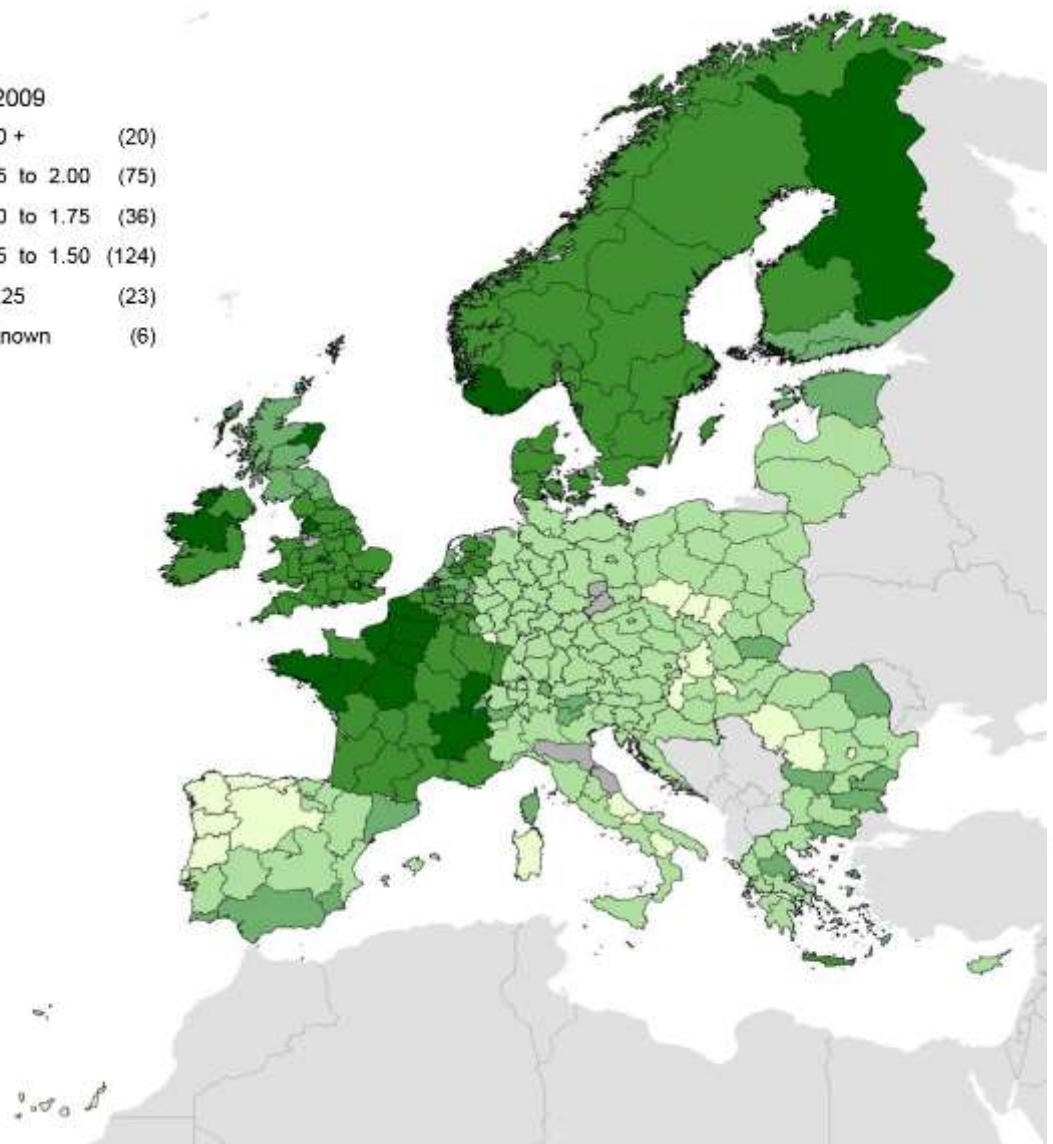 2009
0 + (20)
5 to 2.00 (75)
0 to 1.75 (36)
5 to 1.50 (124)
25 (23)
nown (6)